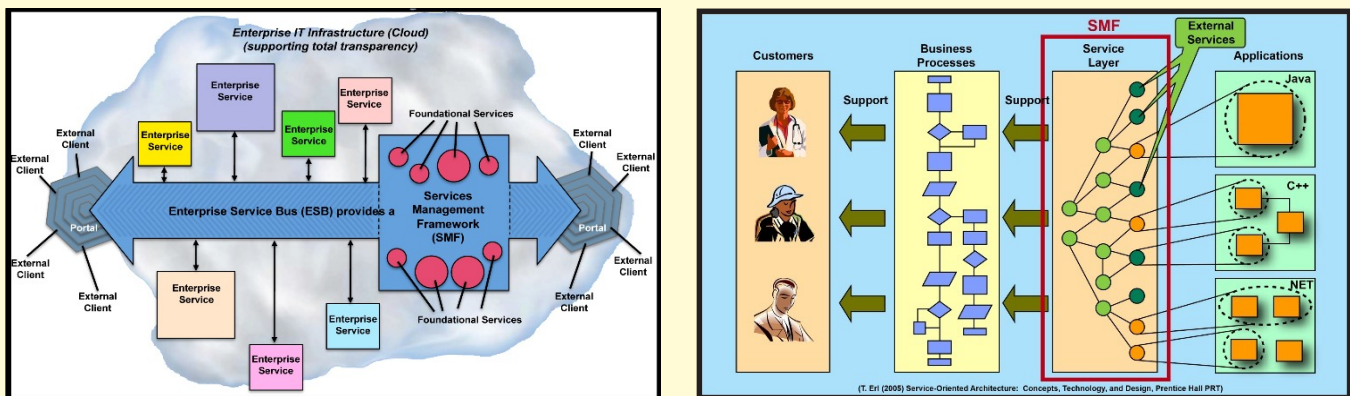 Enterprise IT Infrastructure (Cloud)
(supporting total transparency)
Enterprise
Service
Enterprise
Service
Enterprise
Service
Enterprise
Service
Foundational Services
External
Client
External
Client
External
Client
External
Client
Portal
Enterprise Service Bus (ESB) provides a
Services
Management
Framework
(SMF)
Portal
External
Client
External
Client
External
Client
External
Client
Enterprise
Service
Enterprise
Service
Enterprise
Service
Foundational Services
SMF
External
Services
Customers
Business
Processes
Service
Layer
Applications
Support
Support
Java
C++
NET
(T. Erl (2005) Service-Oriented Architecture: Concepts, Technology, and Design, Prentice Hall PRT)